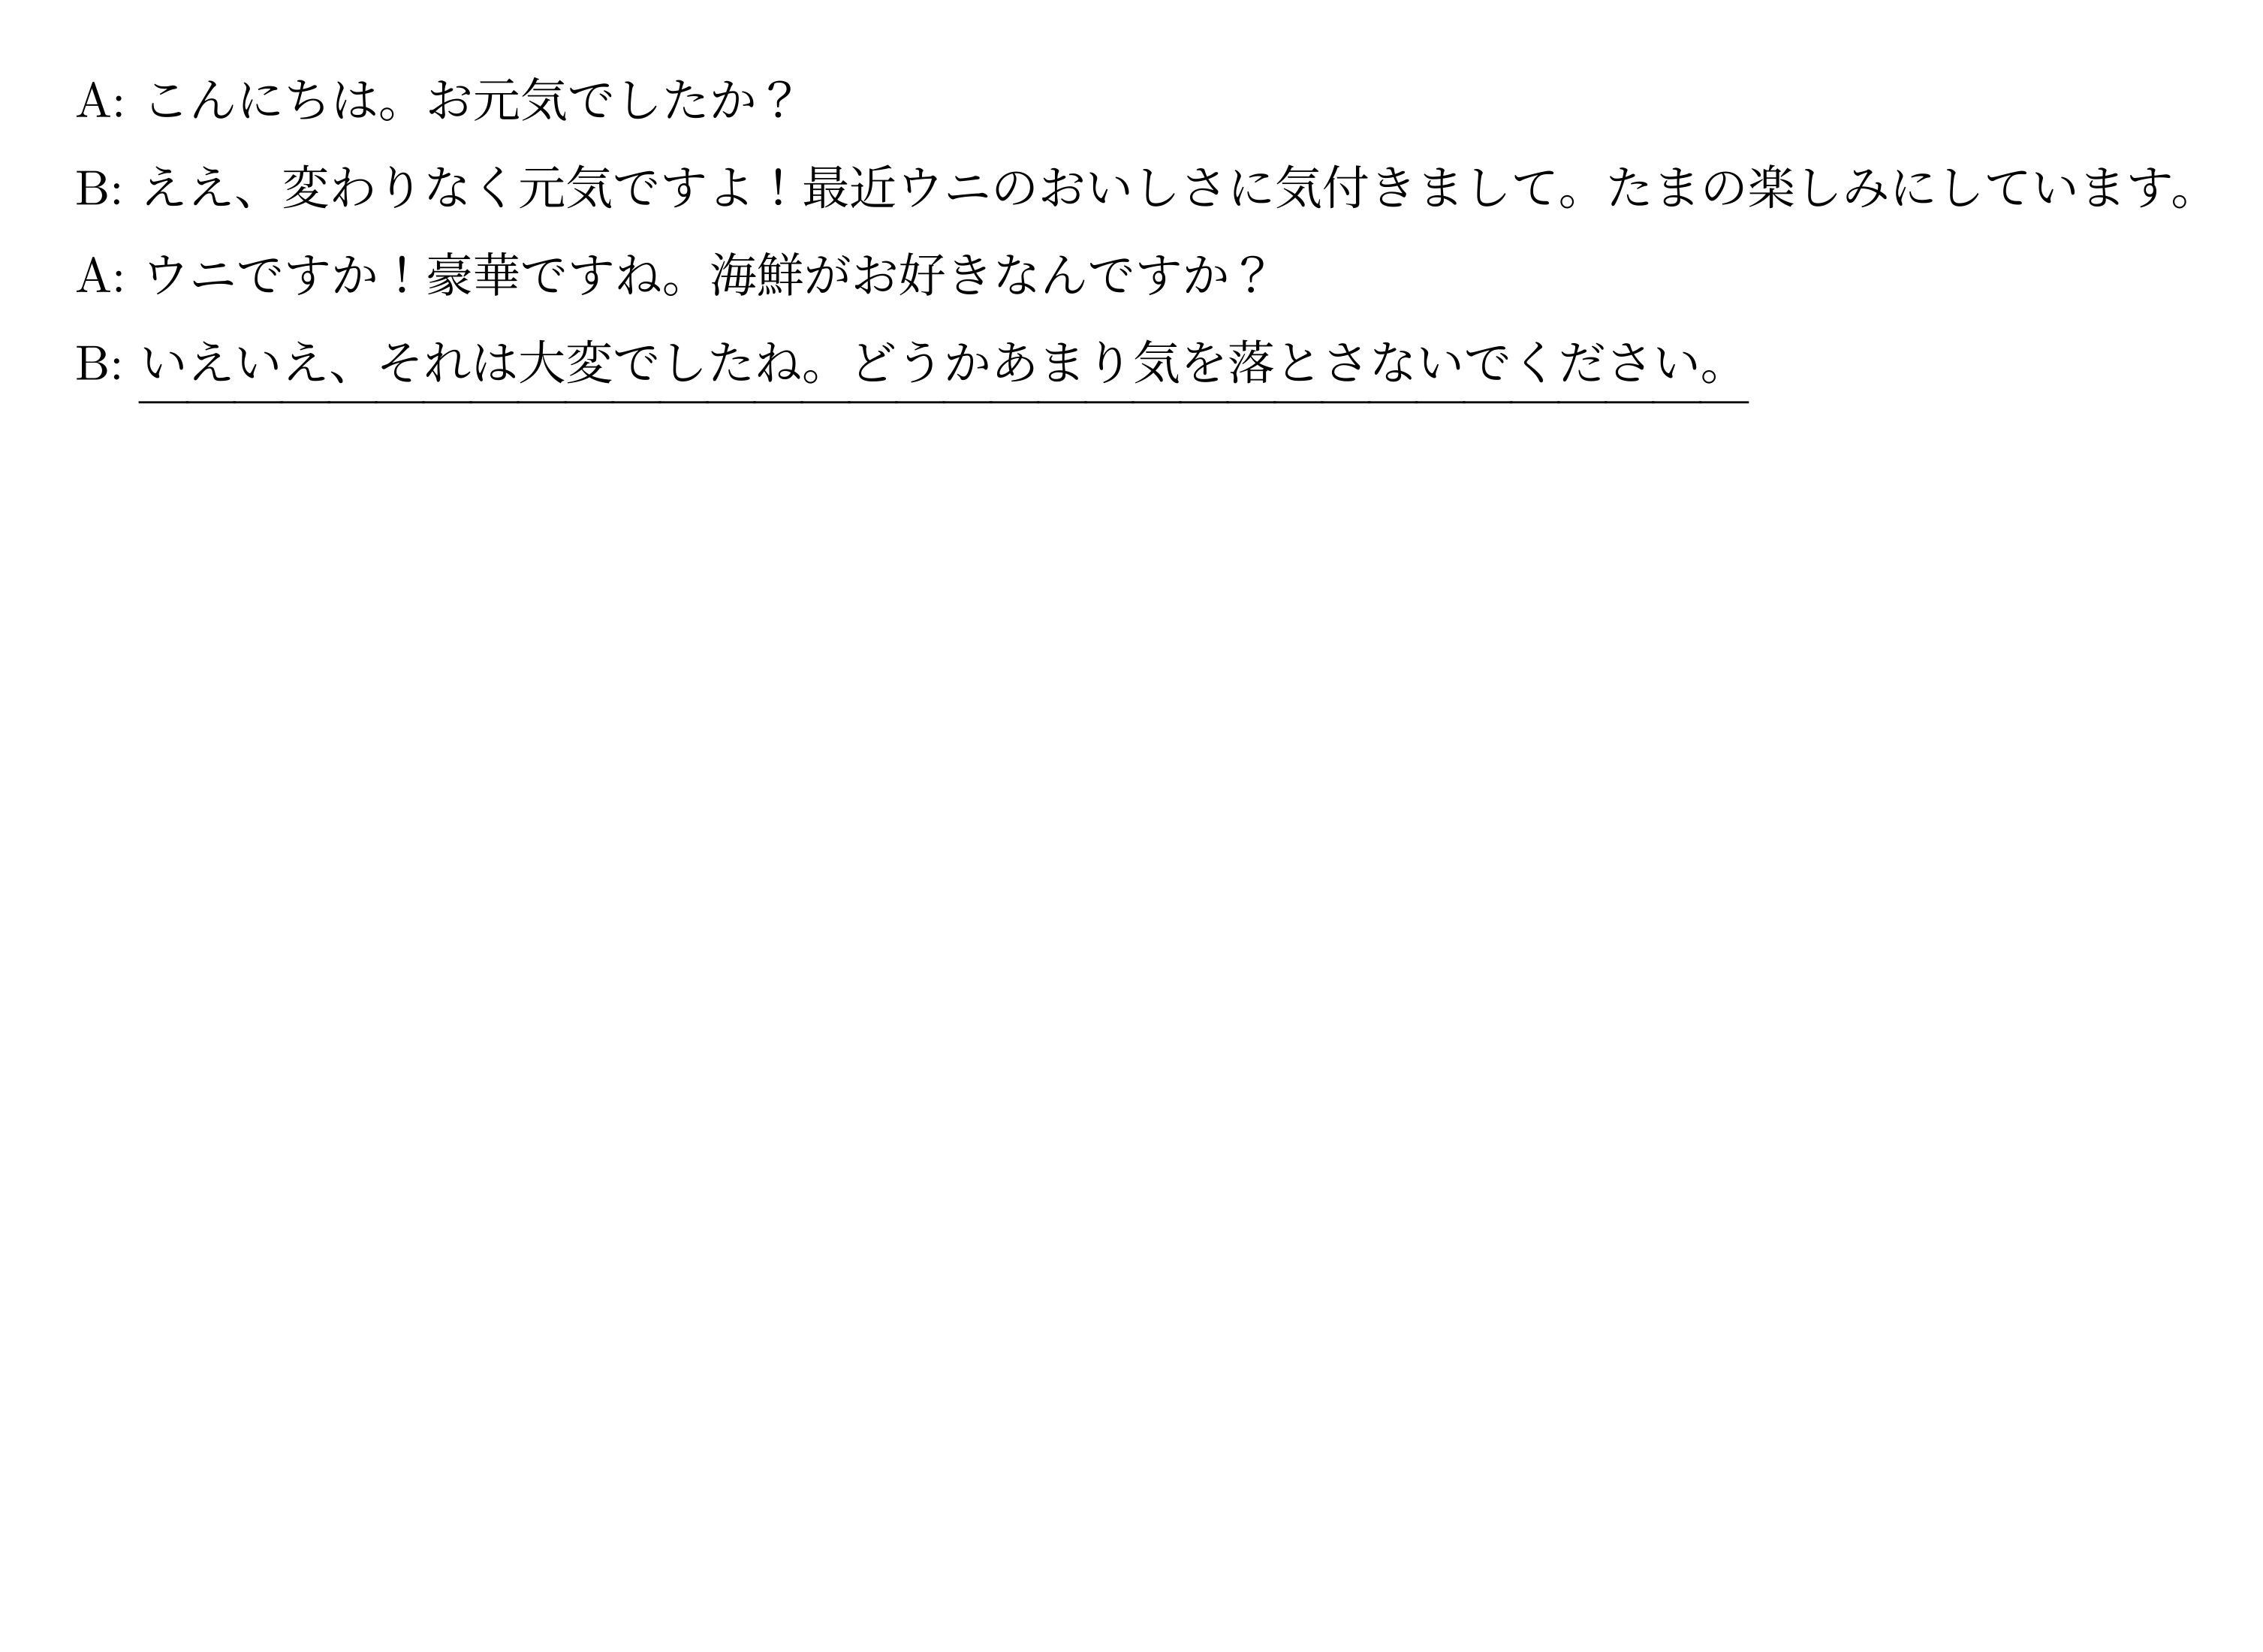 A: こんにちは。お元気でしたか？
B: ええ、変わりなく元気ですよ！最近ウニのおいしさに気付きまして。たまの楽しみにしています。
A: ウニですか！豪華ですね。海鮮がお好きなんですか？
B: いえいえ、それは大変でしたね。どうかあまり気を落とさないでください。